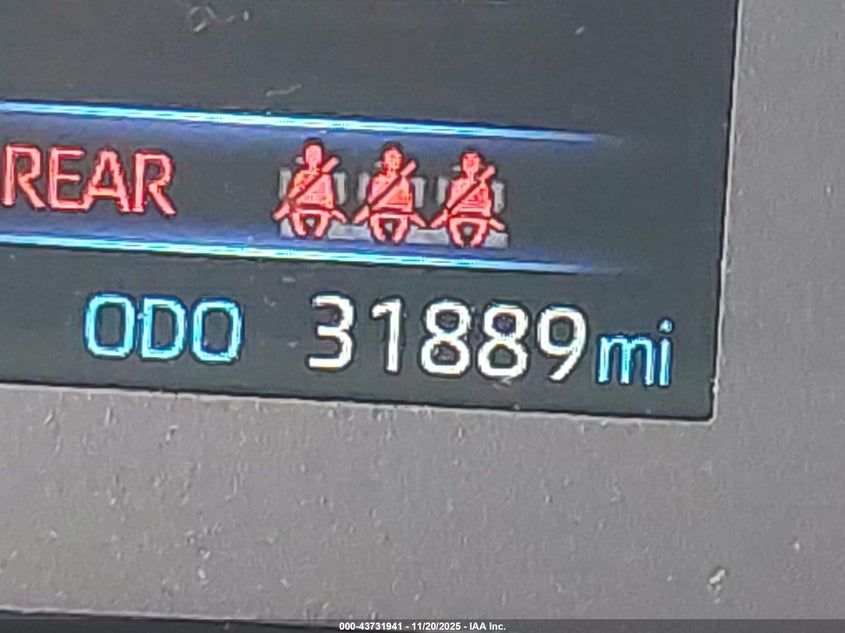 REAR
ODO 31889mi
000-43731941 - 11/20/2025 - IAA Inc.